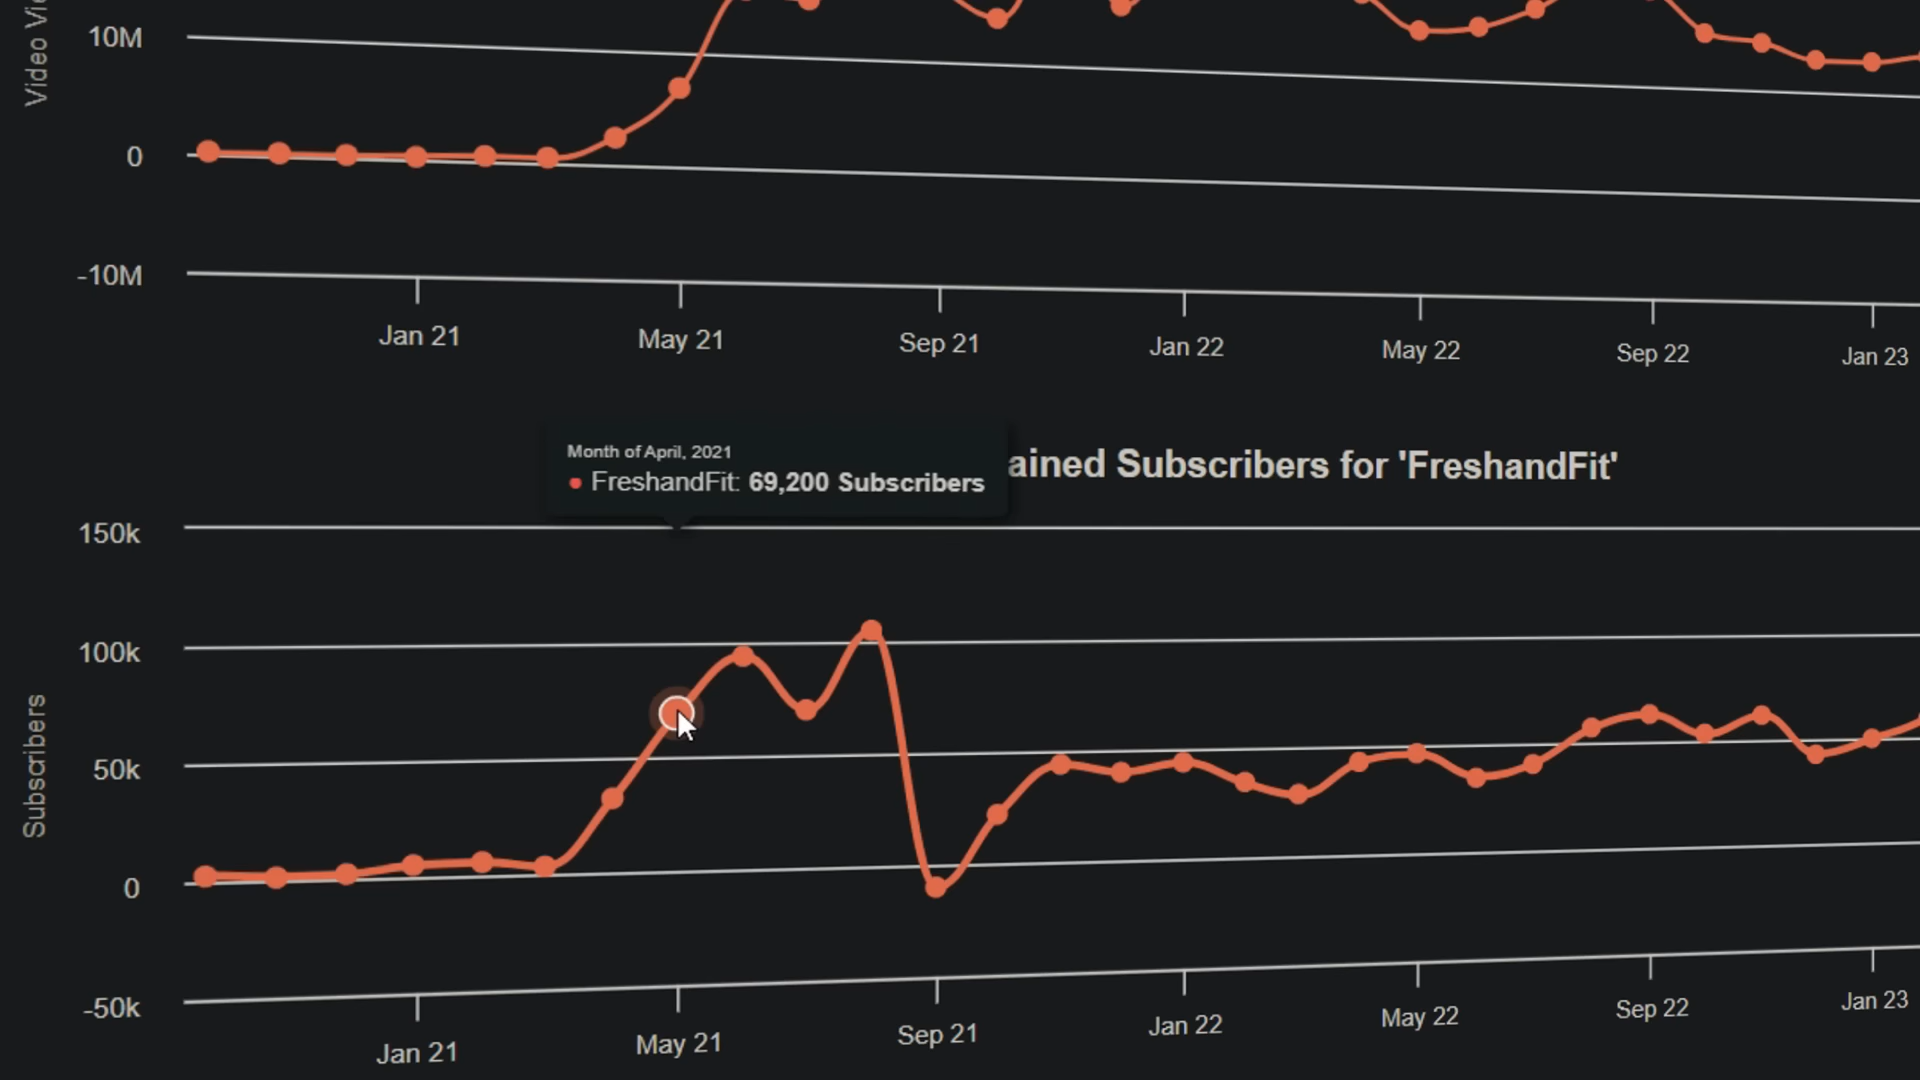 Video Vi
10M
0
-10M
Jan 21
May 21
Sep 21
Jan 22
May 22
Sep 22
Jan 23
Month of April, 2021
FreshandFit: 69,200 Subscribers
ained Subscribers for 'FreshandFit'
Subscribers
150k
100k
50k
0
-50k
Jan 21
May 21
Sep 21
Jan 22
May 22
Sep 22
Jan 23